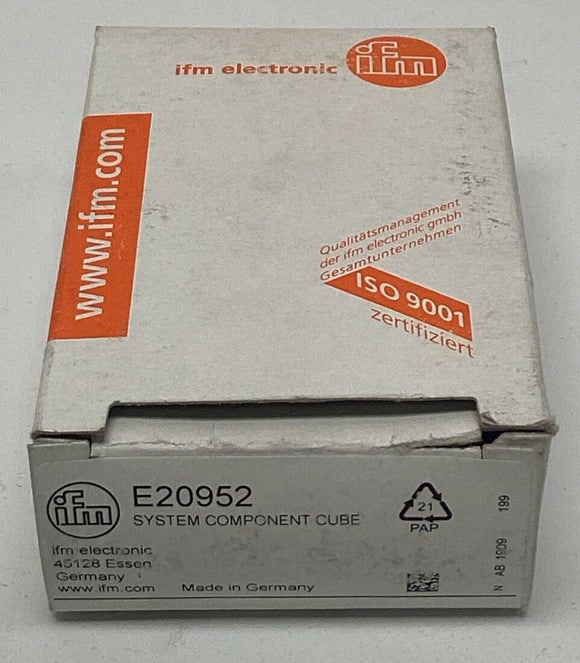 ifm electronic
ifm
www.ifm.com
Qualitätsmanagement
der ifm electronic gmbh
Gesamtunternehmen
ISO 9001
zertifiziert
ifm
E20952
SYSTEM COMPONENT CUBE
ifm electronic
45128 Essen
Germany
www.ifm.com
Made in Germany
21
PAP
N AB 1909 199